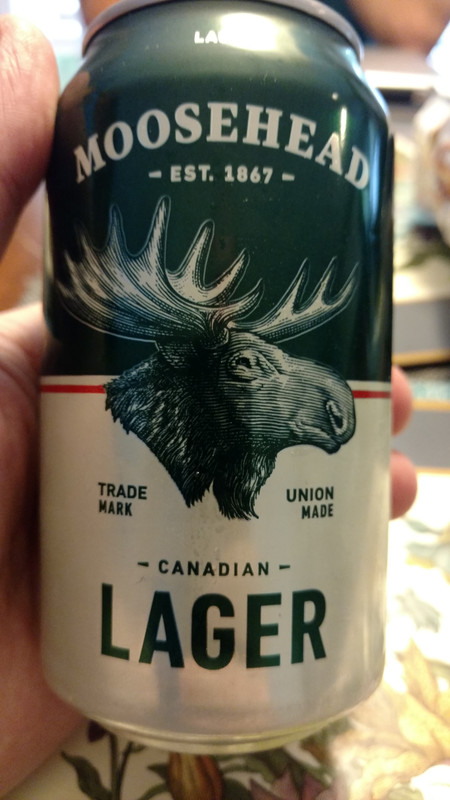 MOOSEHEAD
- EST. 1867 -
TRADE
MARK
UNION
MADE
- CANADIAN -
LAGER